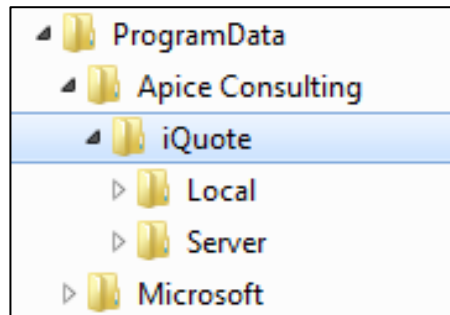 ProgramData
Apice Consulting
iQuote
Local
Server
Microsoft